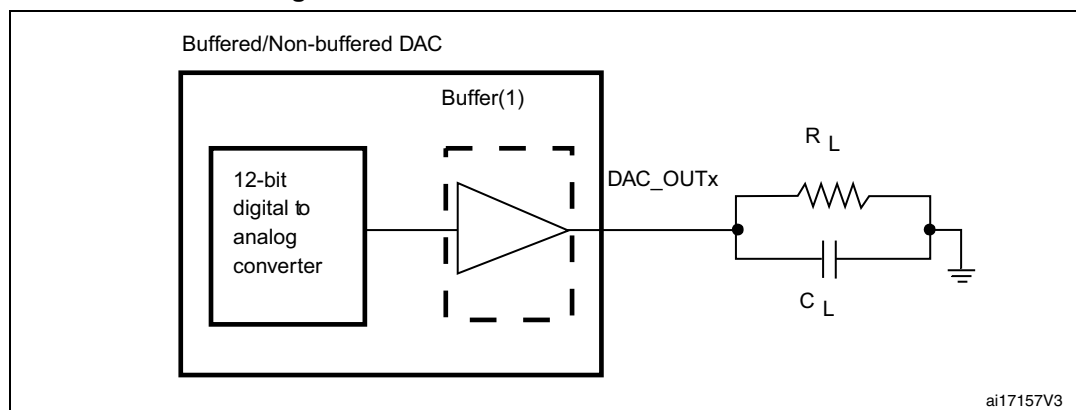 Buffered/Non-buffered DAC
Buffer(1)
12-bit
digital to
analog
converter
DAC_OUTx
R L
C L
ai17157V3